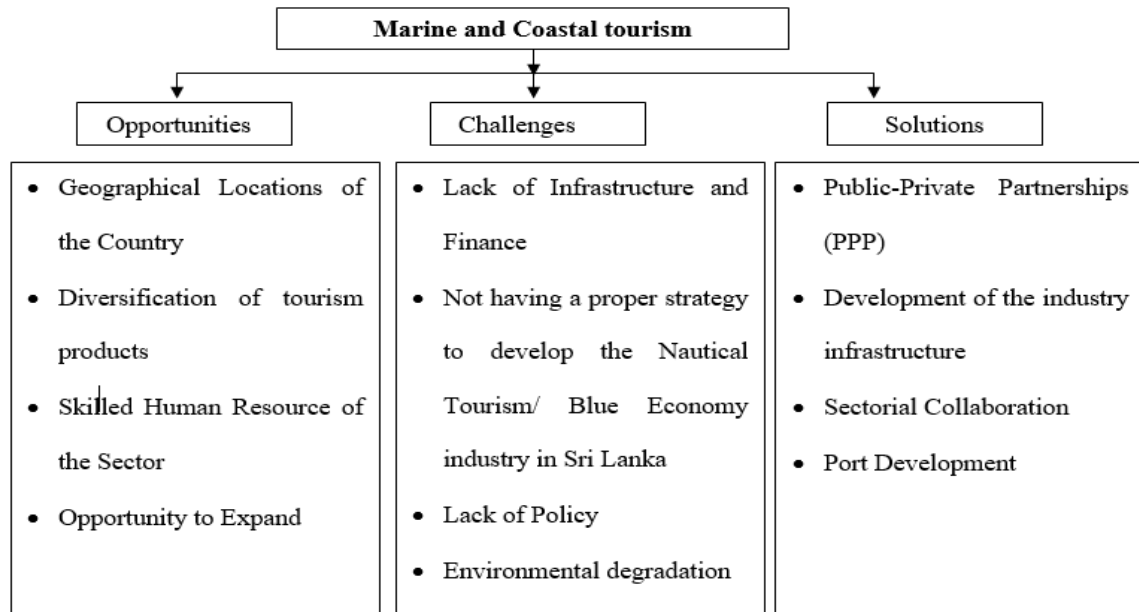 Marine and Coastal tourism
Opportunities
Challenges
Solutions
• Geographical Locations of
the Country
• Diversification of tourism
products
• Skilled Human Resource of
the Sector
• Opportunity to Expand
• Lack of Infrastructure and
Finance
• Not having a proper strategy
to develop the Nautical
Tourism/ Blue Economy
industry in Sri Lanka
• Lack of Policy
• Environmental degradation
• Public-Private Partnerships
(PPP)
• Development of the industry
infrastructure
• Sectorial Collaboration
• Port Development